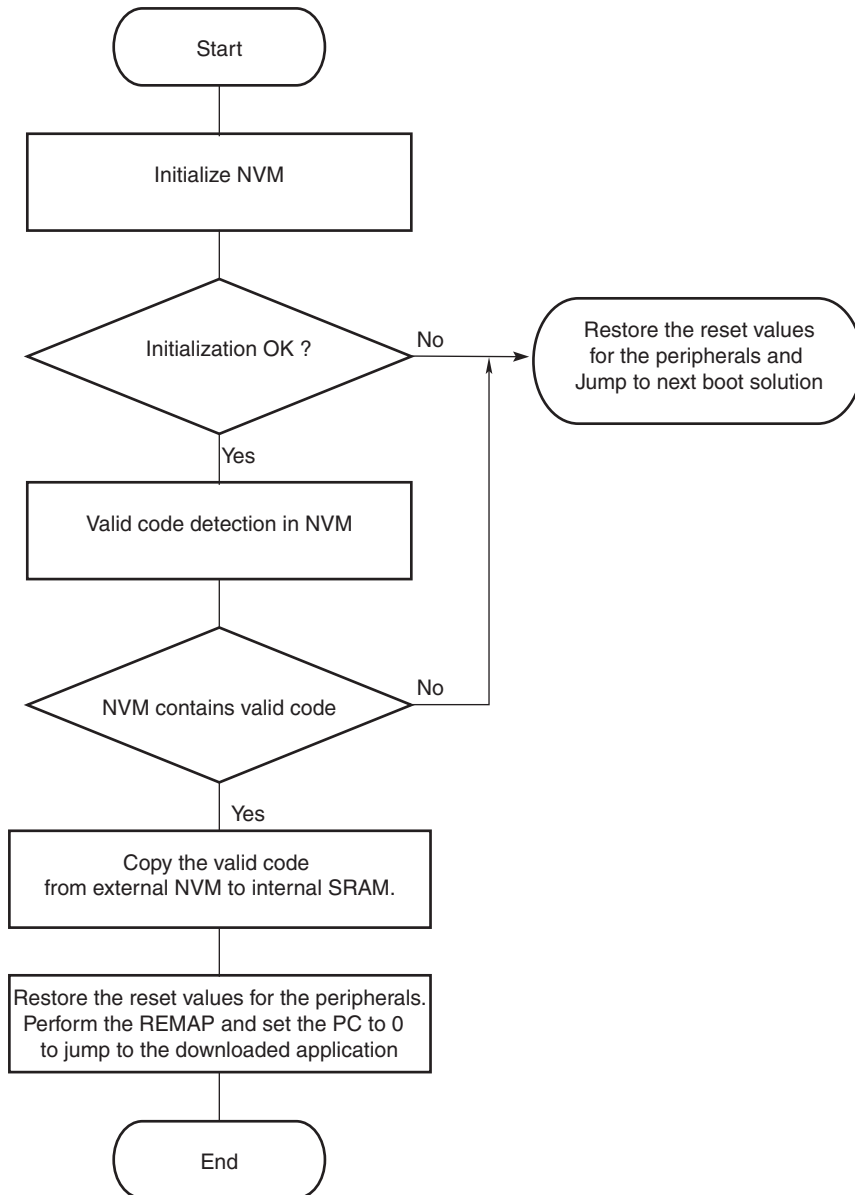 Start
Initialize NVM
Initialization OK ?
No
Restore the reset values
for the peripherals and
Jump to next boot solution
Yes
Valid code detection in NVM
NVM contains valid code
No
Yes
Copy the valid code
from external NVM to internal SRAM.
Restore the reset values for the peripherals.
Perform the REMAP and set the PC to 0
to jump to the downloaded application
End